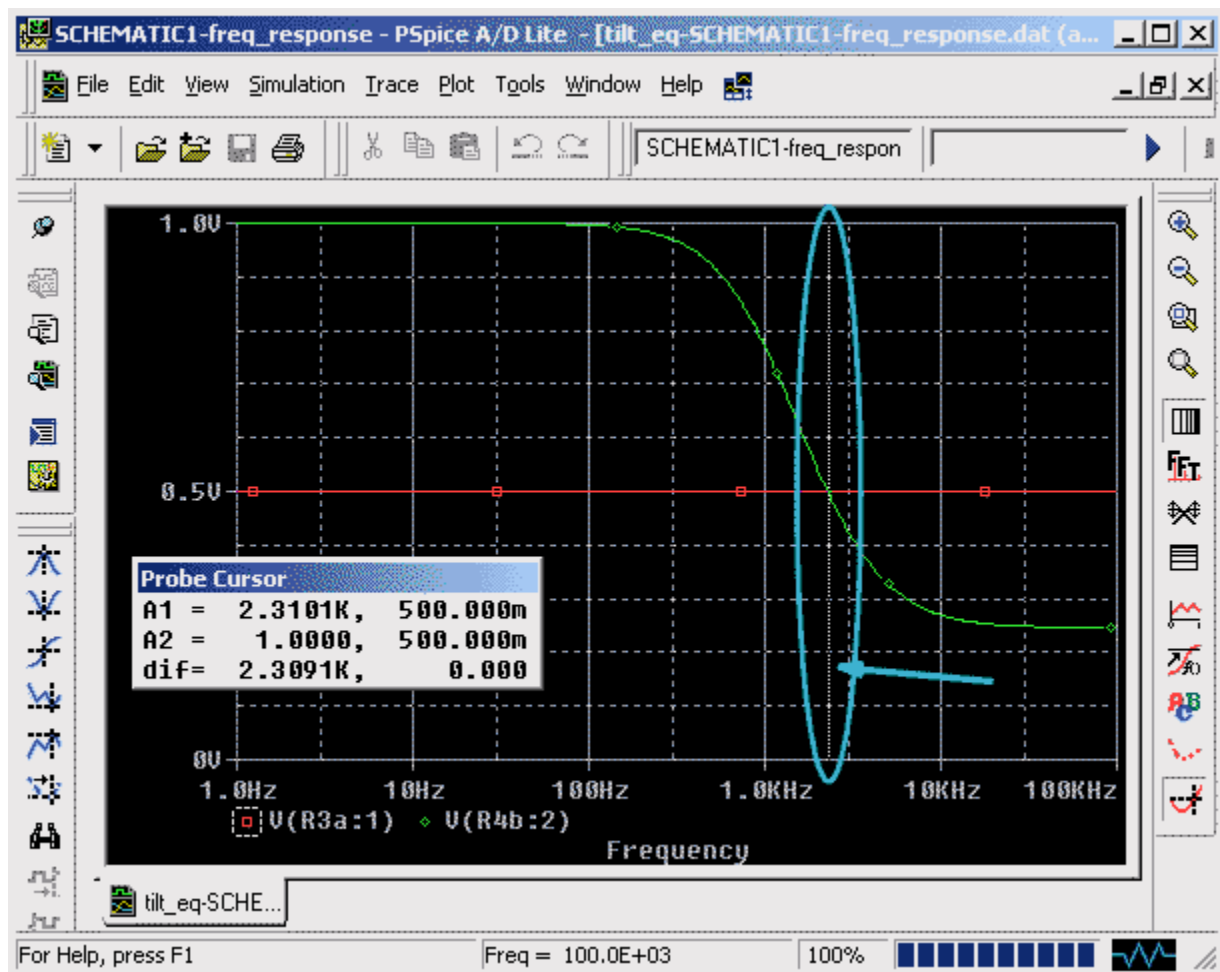 SCHEMATIC1-freq_response - PSpice A/D Lite - [tilt_eq-SCHEMATIC1-freq_response.dat (a...
File Edit View Simulation Trace Plot Tools Window Help
SCHEMATIC1-freq_respon
1.0V
0.5V
0V
Probe Cursor
A1 = 2.3101K, 500.000m
A2 = 1.0000, 500.000m
dif= 2.3091K, 0.000
1.0Hz 10Hz 100Hz 1.0KHz 10KHz 100KHz
V(R3a:1) V(R4b:2)
Frequency
FFT
f()
ABC
tilt_eq-SCHE...
For Help, press F1 Freq = 100.0E+03 100%